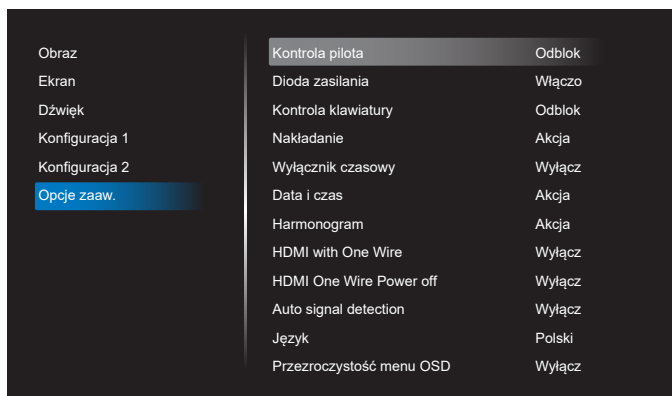 Obraz
Ekran
Dźwięk
Konfiguracja 1
Konfiguracja 2
Opcje zaaw.
Kontrola pilota Odblok
Dioda zasilania Włączo
Kontrola klawiatury Odblok
Nakładanie Akcja
Wyłącznik czasowy Wyłącz
Data i czas Akcja
Harmonogram Akcja
HDMI with One Wire Wyłącz
HDMI One Wire Power off Wyłącz
Auto signal detection Wyłącz
Język Polski
Przezroczystość menu OSD Wyłącz